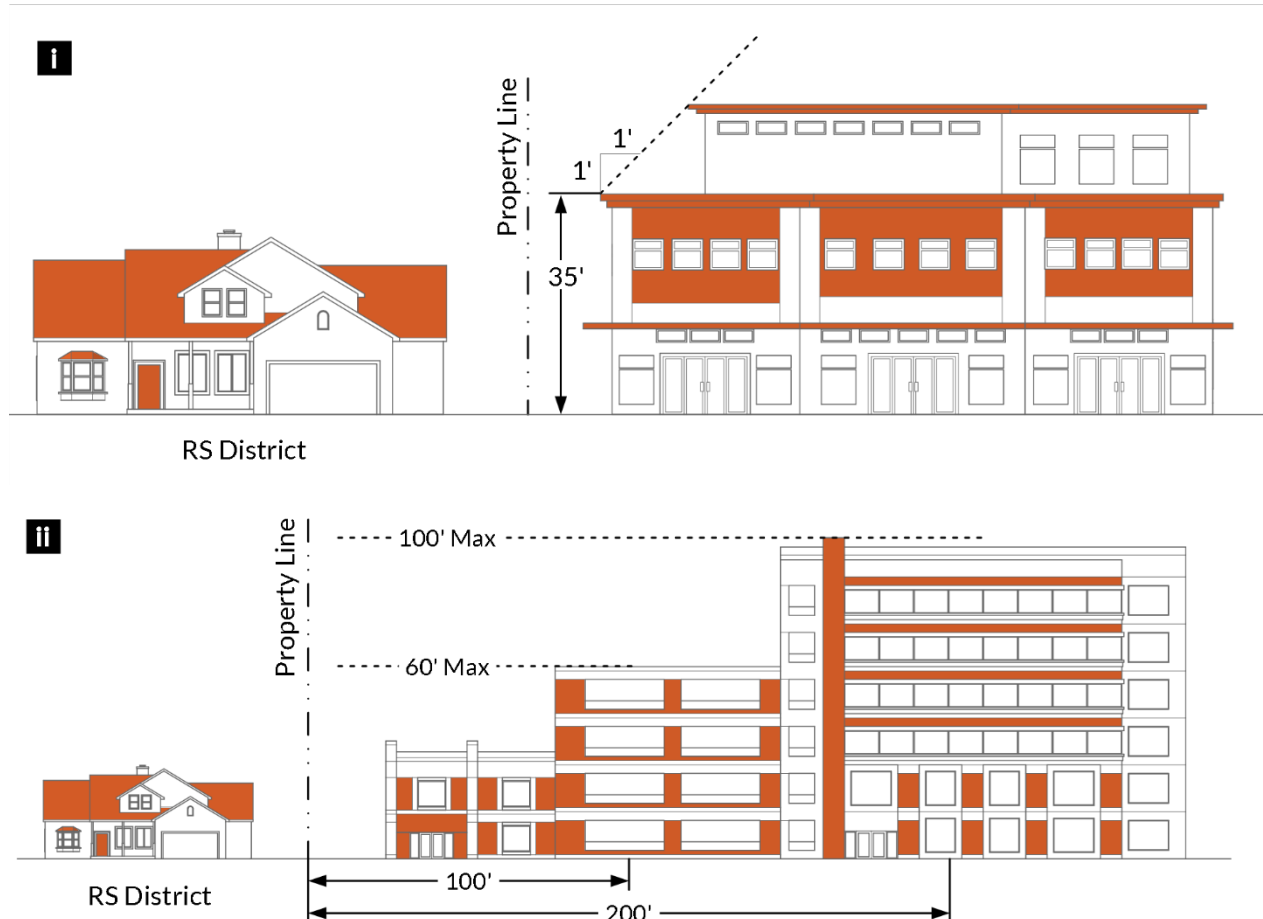 i
Property Line
1'
1'
35'
RS District
ii
Property Line
100' Max
60' Max
100'
RS District
200'